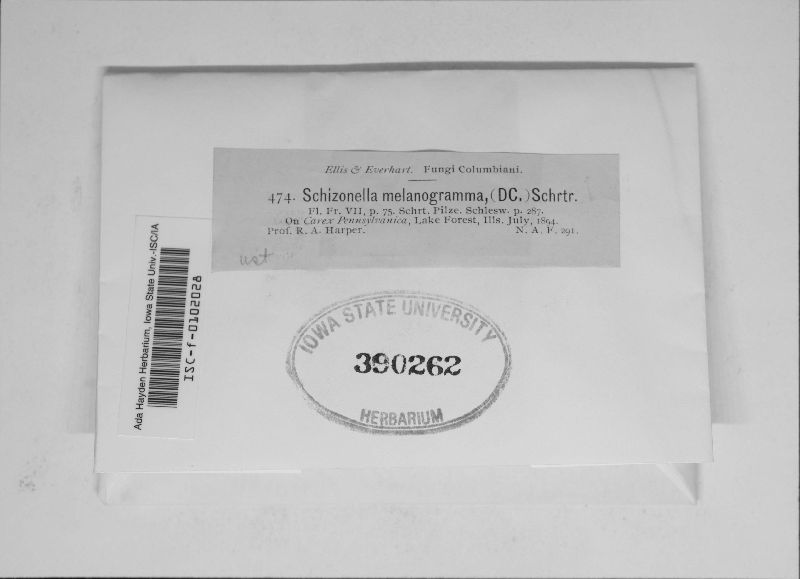 Ellis & Everhart. Fungi Columbiani.
474. Schizonella melanogramma, (DC.) Schrtr.
Fl. Fr. VII, p. 75. Schrt. Pilze. Schlesw. p. 287.
On Carex Pennsylvanica, Lake Forest, Ills. July, 1894.
Prof. R. A. Harper. N. A. F. 291.
ust
Ada Hayden Herbarium, Iowa State Univ.-ISC/IA
ISC-f-0102028
IOWA STATE UNIVERSITY
390262
HERBARIUM